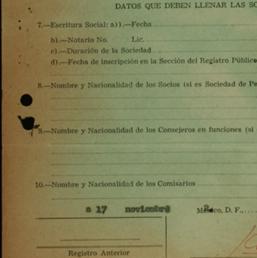 DATOS QUE DEBEN LLENAR LAS SO
7.—Escritura Social: a).—Fecha
b).—Notario No. Lic.
c).—Duración de la Sociedad
d).—Fecha de inscripción en la Sección del Registro Públic
8.—Nombre y Nacionalidad de los Socios (si es Sociedad de Pe
9.—Nombre y Nacionalidad de los Consejeros en funciones (si
10.—Nombre y Nacionalidad de los Comisarios
a 17 noviembre México, D. F.,
Registro Anterior